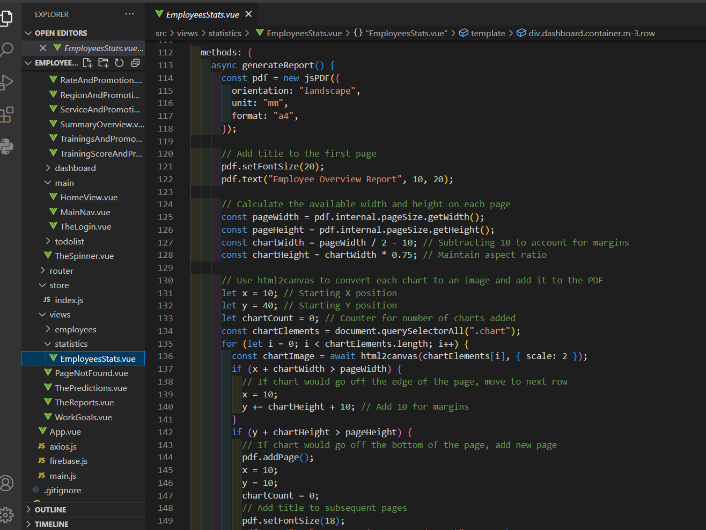 EXPLORER
OPEN EDITORS
EmployeesStats.vue...
EMPLOYEE...
RateAndPromotion....
RegionAndPromoti...
ServiceAndPromoti...
SummaryOverview.v...
TrainingsAndPromo...
TrainingScoreAndPr...
dashboard
main
HomeView.vue
MainNav.vue
TheLogin.vue
todolist
TheSpinner.vue
router
store
index.js
views
employees
statistics
EmployeesStats.vue
PageNotFound.vue
ThePredictions.vue
TheReports.vue
WorkGoals.vue
App.vue
axios.js
firebase.js
main.js
.gitignore
OUTLINE
TIMELINE
EmployeesStats.vue
src > views > statistics > EmployeesStats.vue > {} "EmployeesStats.vue" > template > div.dashboard.container.m-3.row
112 methods: {
113 async generateReport() {
114 const pdf = new jsPDF({
115 orientation: "landscape",
116 unit: "mm",
117 format: "a4",
118 });
119
120 // Add title to the first page
121 pdf.setFontSize(20);
122 pdf.text("Employee Overview Report", 10, 20);
123
124 // Calculate the available width and height on each page
125 const pageWidth = pdf.internal.pageSize.getWidth();
126 const pageHeight = pdf.internal.pageSize.getHeight();
127 const chartWidth = pageWidth / 2 - 10; // Subtracting 10 to account for margins
128 const chartHeight = chartWidth * 0.75; // Maintain aspect ratio
129
130 // Use html2canvas to convert each chart to an image and add it to the PDF
131 let x = 10; // Starting X position
132 let y = 40; // Starting Y position
133 let chartCount = 0; // Counter for number of charts added
134 const chartElements = document.querySelectorAll(".chart");
135 for (let i = 0; i < chartElements.length; i++) {
136 const chartImage = await html2canvas(chartElements[i], { scale: 2 });
137 if (x + chartWidth > pageWidth) {
138 // If chart would go off the edge of the page, move to next row
139 x = 10;
140 y += chartHeight + 10; // Add 10 for margins
141 }
142 if (y + chartHeight > pageHeight) {
143 // If chart would go off the bottom of the page, add new page
144 pdf.addPage();
145 x = 10;
146 y = 10;
147 chartCount = 0;
148 // Add title to subsequent pages
149 pdf.setFontSize(18);